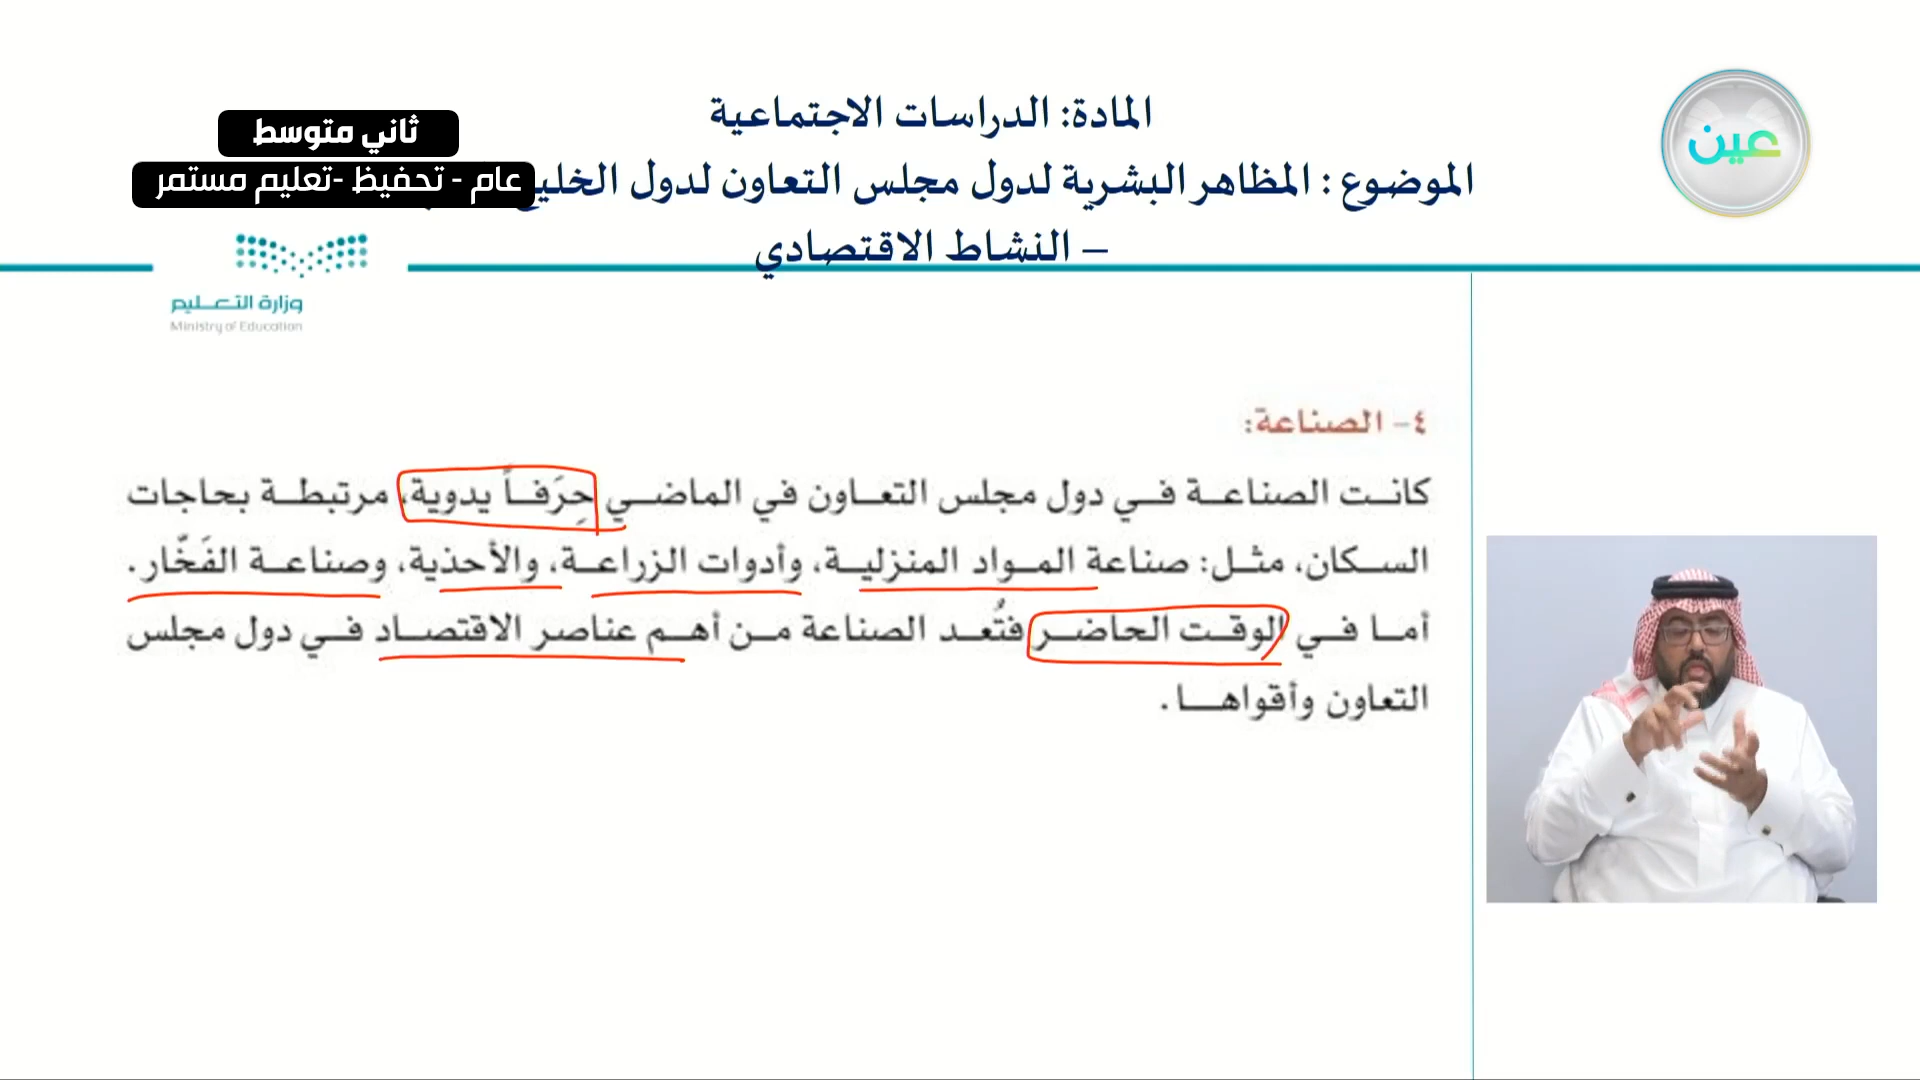 المادة: الدراسات الاجتماعية
الموضوع : المظاهر البشرية لدول مجلس التعاون لدول
– النشاط الاقتصادي
ثاني متوسط
عام - تحفيظ -تعليم مستمر
عين
وزارة التعليم
Ministry of Education
٤- الصناعة:
كانت الصناعة في دول مجلس التعاون في الماضي حِرَفاً يدوية، مرتبطة بحاجات
السكان، مثل: صناعة المواد المنزلية، وأدوات الزراعة، والأحذية، وصناعة الفَخّار.
أما في الوقت الحاضر فتُعد الصناعة من أهم عناصر الاقتصاد في دول مجلس
التعاون وأقواها.